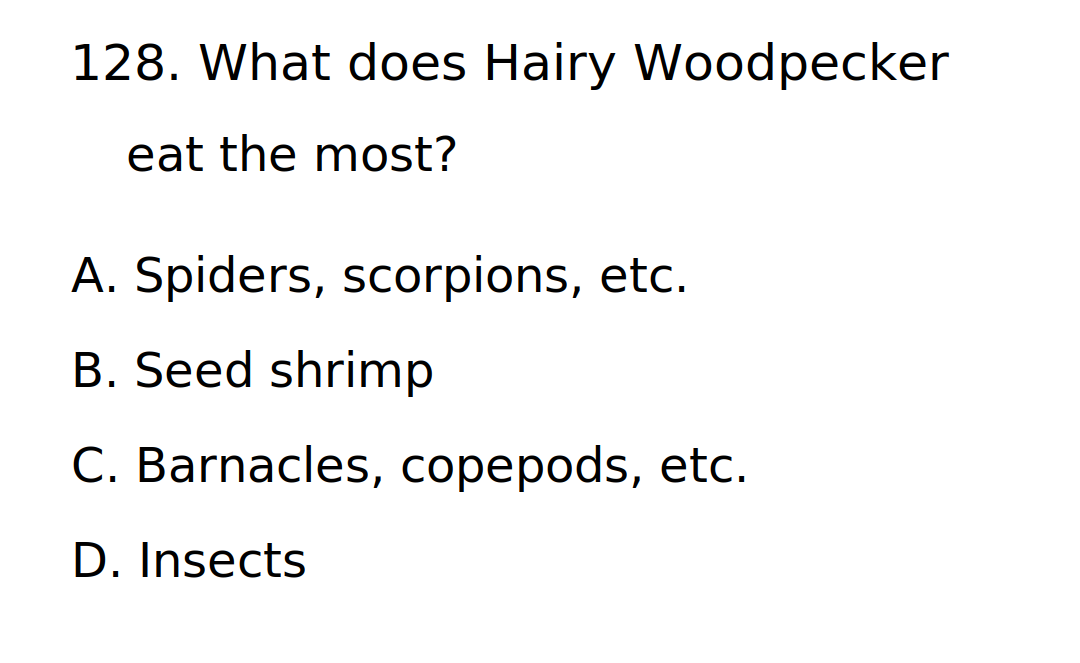 128. What does Hairy Woodpecker
eat the most?
A. Spiders, scorpions, etc.
B. Seed shrimp
C. Barnacles, copepods, etc.
D. Insects